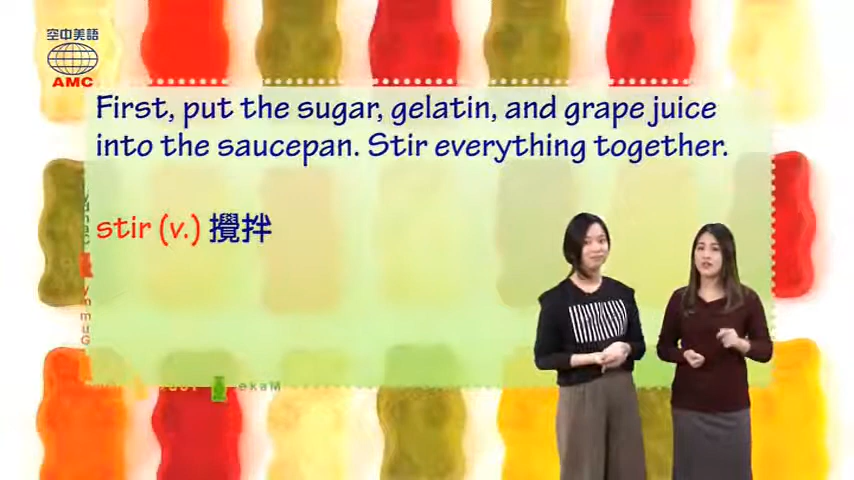 空中美語
AMC
First, put the sugar, gelatin, and grape juice
into the saucepan. Stir everything together.
stir (v.) 攪拌
ekaM